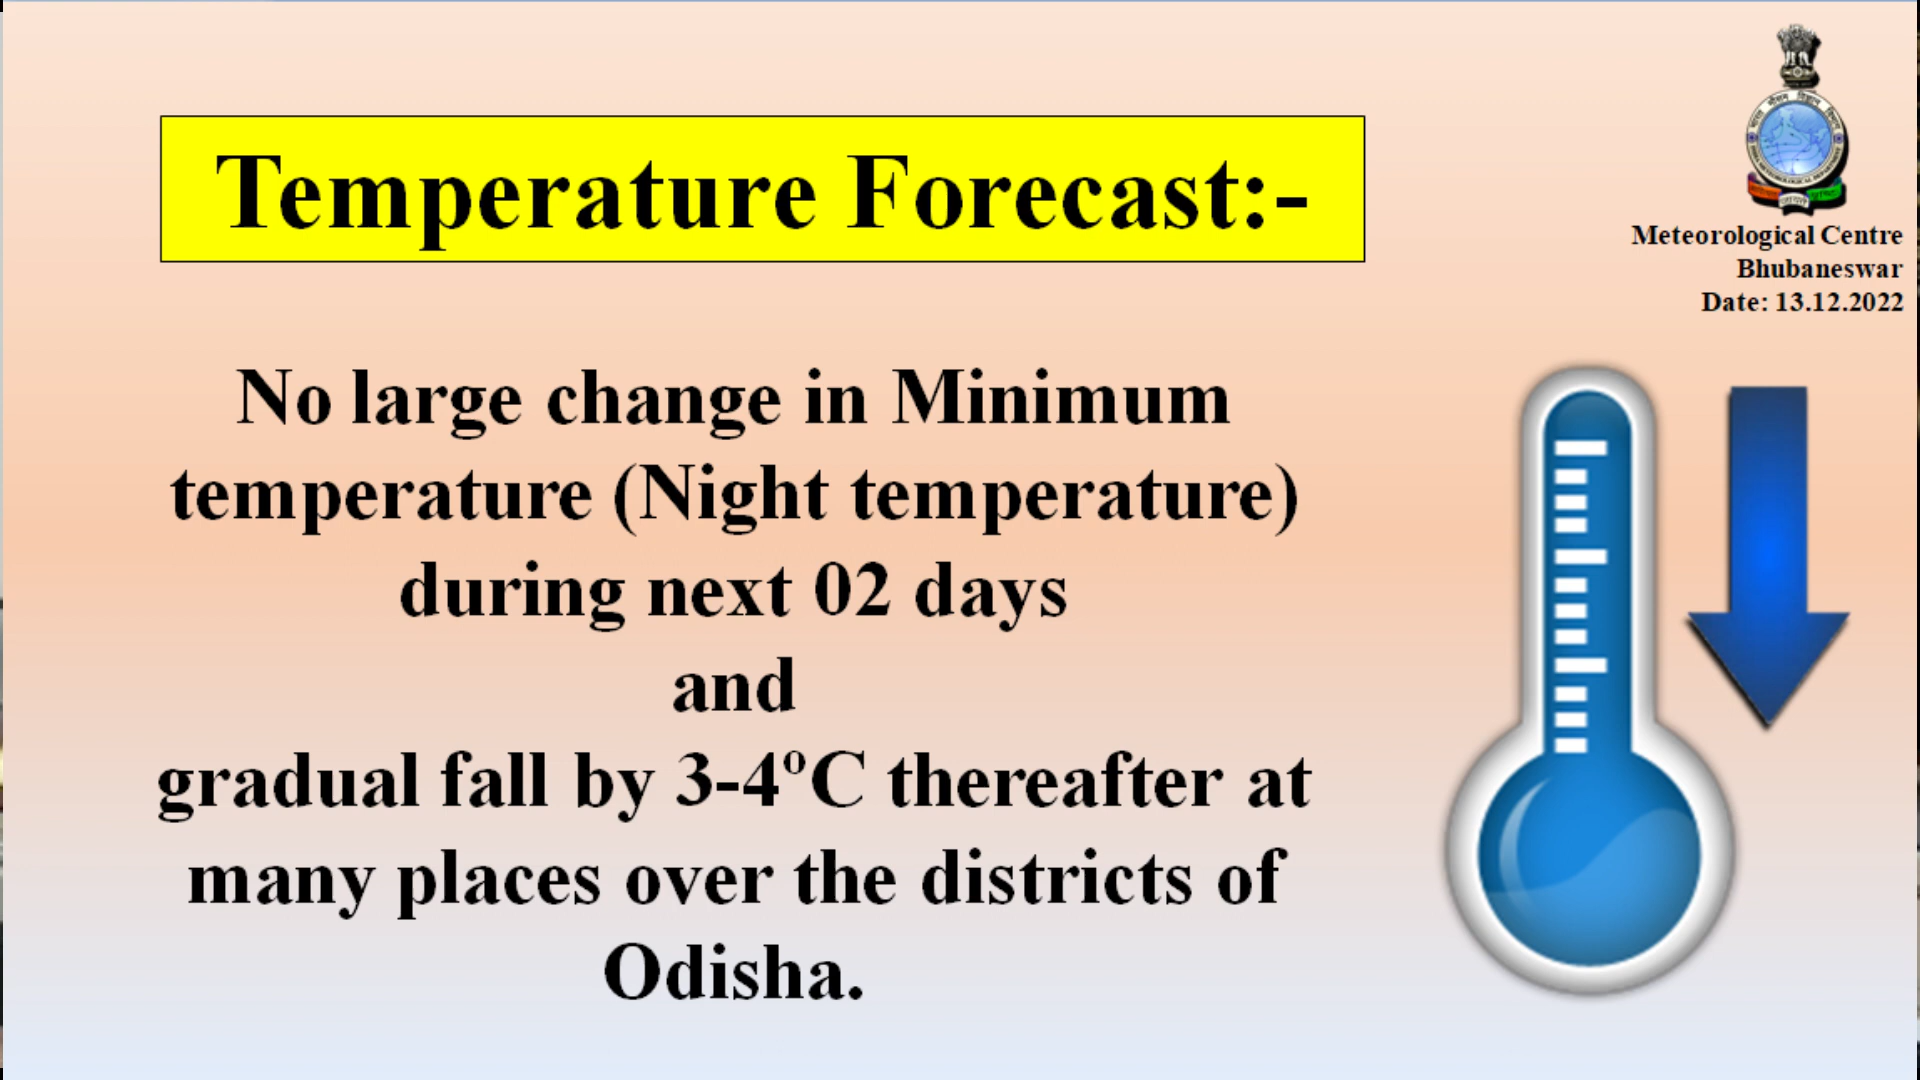 Temperature Forecast:-
Meteorological Centre
Bhubaneswar
Date: 13.12.2022
No large change in Minimum
temperature (Night temperature)
during next 02 days
and
gradual fall by 3-4°C thereafter at
many places over the districts of
Odisha.